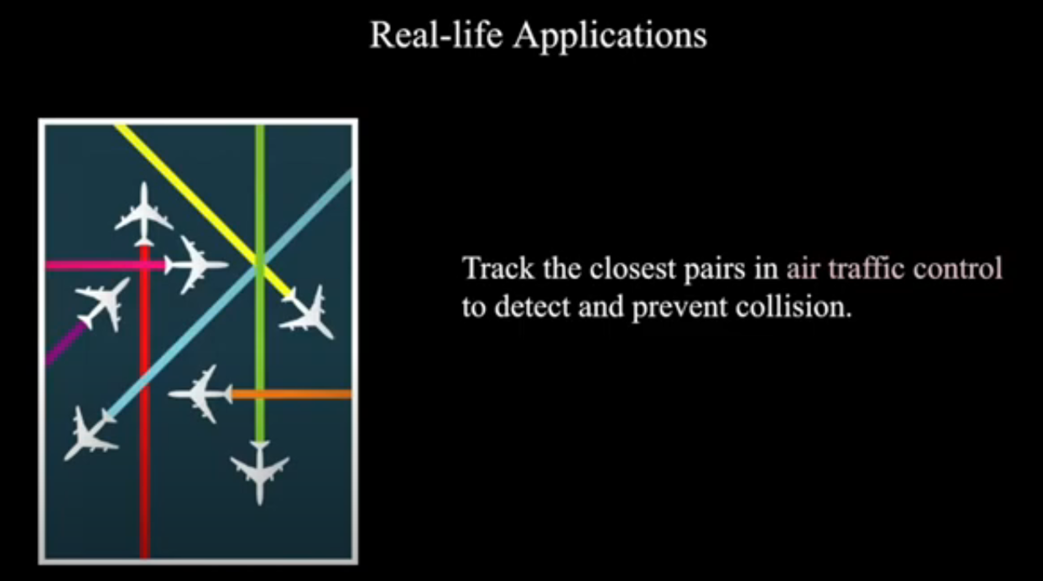 Real-life Applications
Track the closest pairs in air traffic control
to detect and prevent collision.